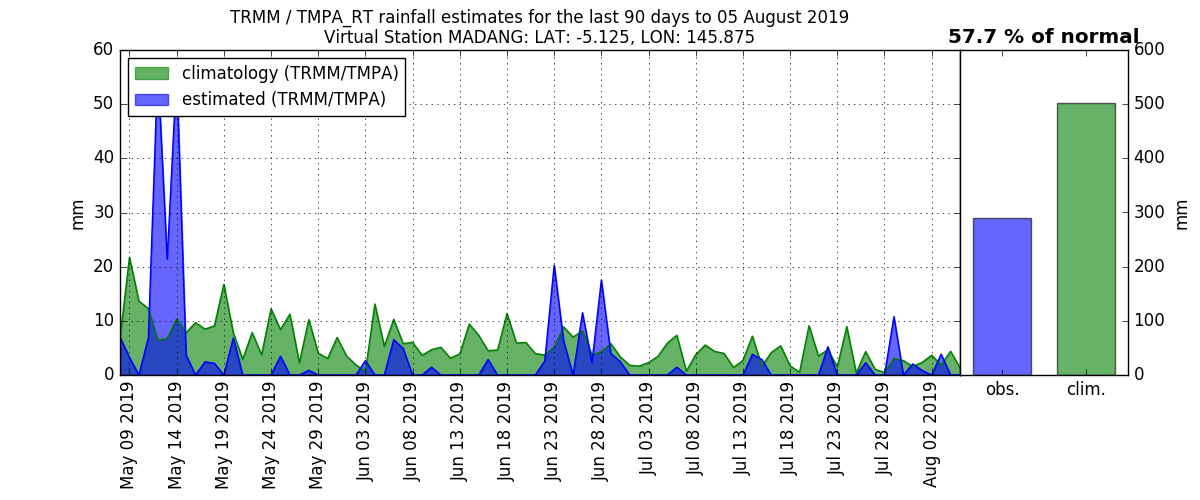 TRMM / TMPA_RT rainfall estimates for the last 90 days to 05 August 2019
Virtual Station MADANG: LAT: -5.125, LON: 145.875
57.7 % of normal
climatology (TRMM/TMPA)
estimated (TRMM/TMPA)
60
50
40
30
20
10
0
mm
May 09 2019
May 14 2019
May 19 2019
May 24 2019
May 29 2019
Jun 03 2019
Jun 08 2019
Jun 13 2019
Jun 18 2019
Jun 23 2019
Jun 28 2019
Jul 03 2019
Jul 08 2019
Jul 13 2019
Jul 18 2019
Jul 23 2019
Jul 28 2019
Aug 02 2019
obs.
clim.
600
500
400
300
200
100
0
mm